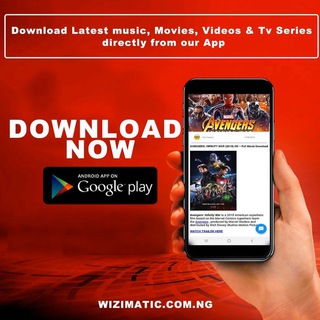 Download Latest music, Movies, Videos & Tv Series
directly from our App
DOWNLOAD
NOW
ANDROID APP ON
Google play
MARVEL
AVENGERS
AVENGERS: INFINITY WAR (2018) – Full Movie Download
Avengers: Infinity War is a 2018 American superhero
film based on the Marvel Comics superhero team
the Avengers, produced by Marvel Studios and
distributed by Walt Disney Studios Motion Pictures
WATCH TRAILER HERE
WIZIMATIC.COM.NG